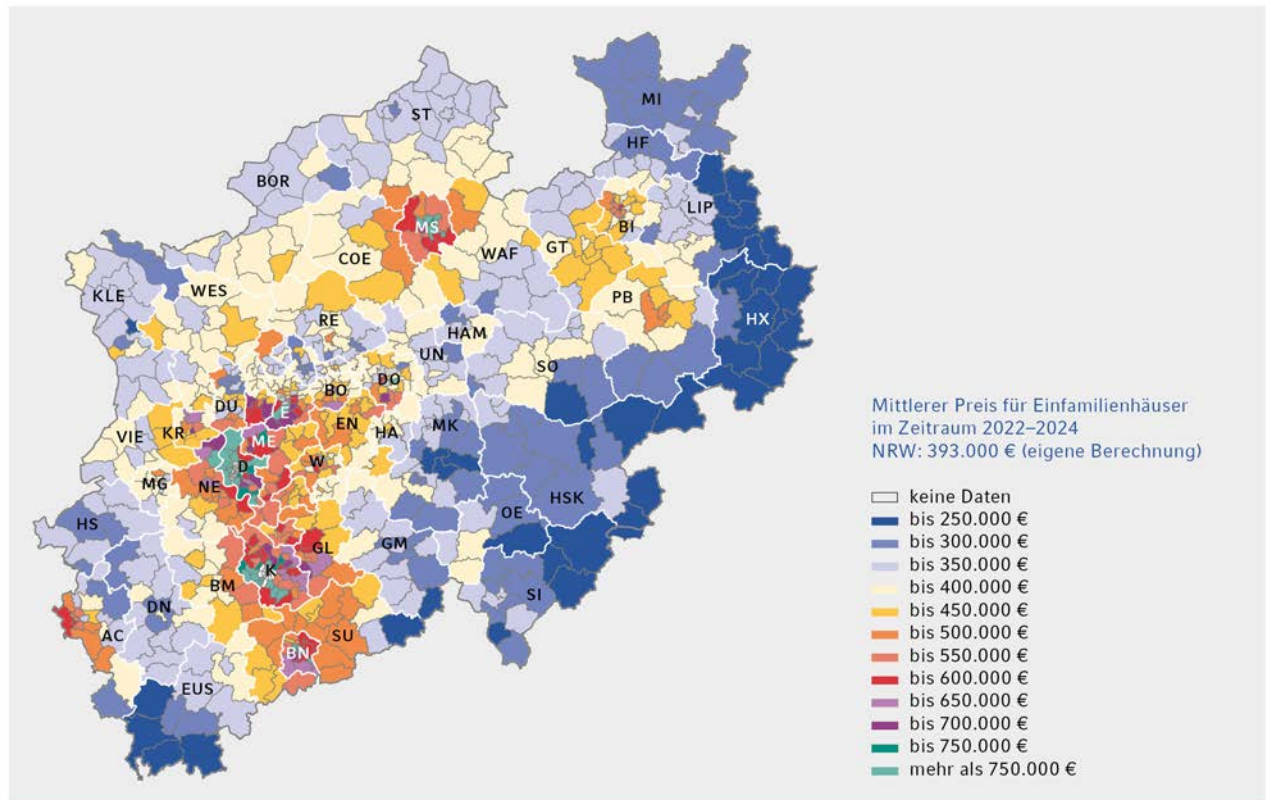 MI
ST
HF
BOR
LIP
MS
BI
GT
WAF
COE
WES
KLE
PB
HX
RE
HAM
UN
SO
DO
BO
DU
E
EN
MK
VIE
KR
ME
HA
D
W
MG
NE
HSK
OE
HS
GL
GM
K
BM
SI
DN
AC
SU
BN
EUS
Mittlerer Preis für Einfamilienhäuser
im Zeitraum 2022–2024
NRW: 393.000 € (eigene Berechnung)
keine Daten
bis 250.000 €
bis 300.000 €
bis 350.000 €
bis 400.000 €
bis 450.000 €
bis 500.000 €
bis 550.000 €
bis 600.000 €
bis 650.000 €
bis 700.000 €
bis 750.000 €
mehr als 750.000 €